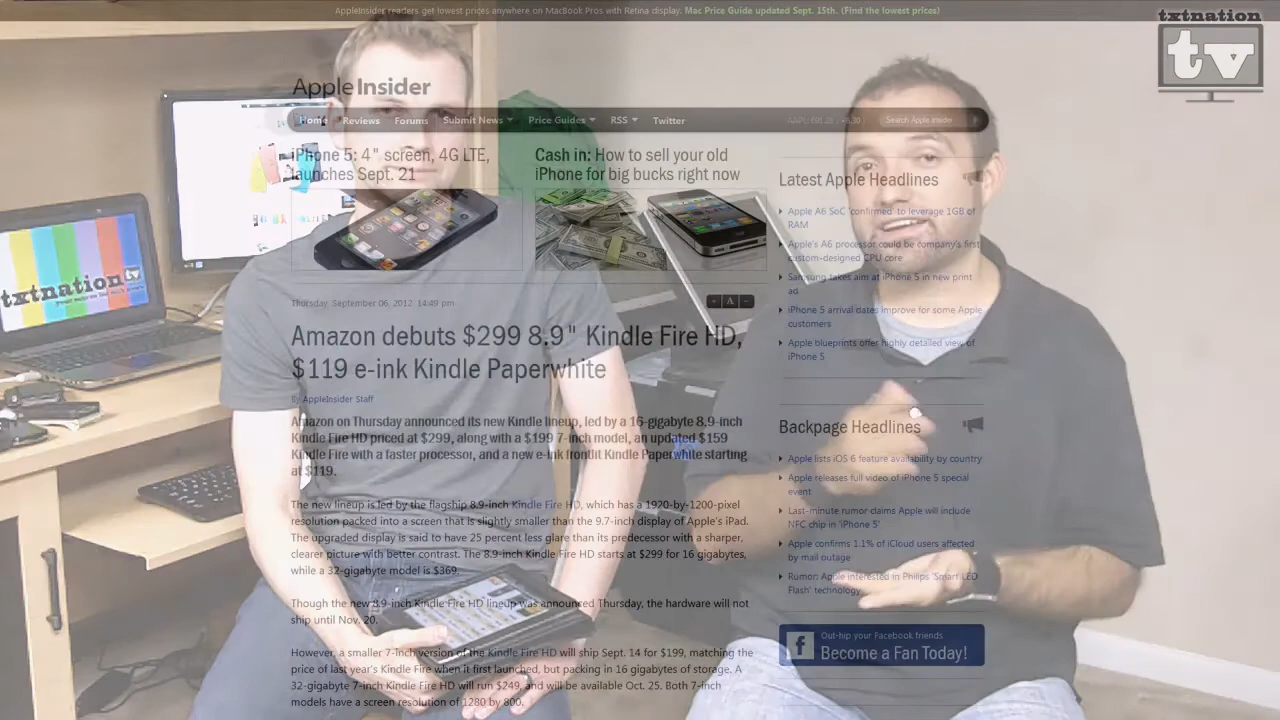 AppleInsider readers get lowest prices anywhere on MacBook Pros with Retina display: Mac Price Guide updated Sept. 15th. (Find the lowest prices)
txtnation
tv
AppleInsider
Home Reviews Forums Submit News Price Guides RSS Twitter
Search Apple Insider
iPhone 5: 4" screen, 4G LTE,
launches Sept. 21
Cash in: How to sell your old
iPhone for big bucks right now
Thursday, September 06, 2012, 14:49 pm
- A -
Amazon debuts $299 8.9" Kindle Fire HD,
$119 e-ink Kindle Paperwhite
By AppleInsider Staff
Amazon on Thursday announced its new Kindle lineup, led by a 16-gigabyte 8.9-inch
Kindle Fire HD priced at $299, along with a $199 7-inch model, an updated $159
Kindle Fire with a faster processor, and a new e-ink frontlit Kindle Paperwhite starting
at $119.
The new lineup is led by the flagship 8.9-inch Kindle Fire HD, which has a 1920-by-1200-pixel
resolution packed into a screen that is slightly smaller than the 9.7-inch display of Apple's iPad.
The upgraded display is said to have 25 percent less glare than its predecessor with a sharper,
clearer picture with better contrast. The 8.9-inch Kindle Fire HD starts at $299 for 16 gigabytes,
while a 32-gigabyte model is $369.
Though the new 8.9-inch Kindle Fire HD lineup was announced Thursday, the hardware will not
ship until Nov. 20.
However, a smaller 7-inch version of the Kindle Fire HD will ship Sept. 14 for $199, matching the
price of last year's Kindle Fire when it first launched, but packing in 16 gigabytes of storage. A
32-gigabyte 7-inch Kindle Fire HD will run $249, and will be available Oct. 25. Both 7-inch
models have a screen resolution of 1280 by 800.
Latest Apple Headlines
Apple A6 SoC 'confirmed' to leverage 1GB of
RAM
Apple's A6 processor could be company's first
custom-designed CPU core
Samsung takes aim at iPhone 5 in new print
ad
iPhone 5 arrival dates improve for some Apple
customers
Apple blueprints offer highly detailed view of
iPhone 5
Backpage Headlines
Apple lists iOS 6 feature availability by country
Apple releases full video of iPhone 5 special
event
Last-minute rumor claims Apple will include
NFC chip in 'iPhone 5'
Apple confirms 1.1% of iCloud users affected
by mail outage
Rumor: Apple interested in Philips 'Smart LED
Flash' technology
f
Out-hip your Facebook friends
Become a Fan Today!
txtnation tv